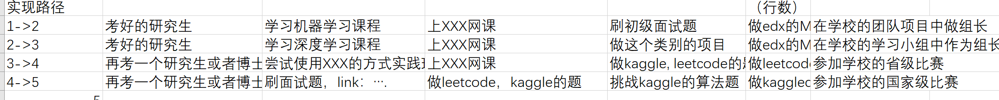 实现路径 （行数）
1->2 考好的研究生 学习机器学习课程 上XXX网课 刷初级面试题 做edx的M 在学校的团队项目中做组长
2->3 考好的研究生 学习深度学习课程 上XXX网课 做这个类别的项目 做edx的M 在学校的学习小组中作为组长
3->4 再考一个研究生或者博士 尝试使用XXX的方式实践 上XXX网课 做kaggle, leetcode的 做leetcod 参加学校的省级比赛
4->5 再考一个研究生或者博士 刷面试题，link：…. 做leetcode，kaggle的题 挑战kaggle的算法题 做kaggle 参加学校的国家级比赛
5